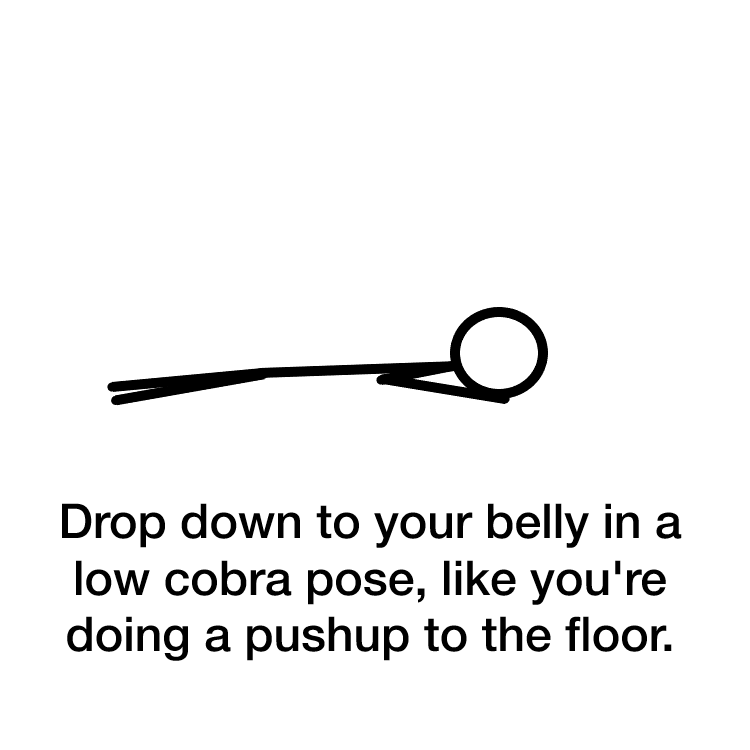 Drop down to your belly in a
low cobra pose, like you're
doing a pushup to the floor.